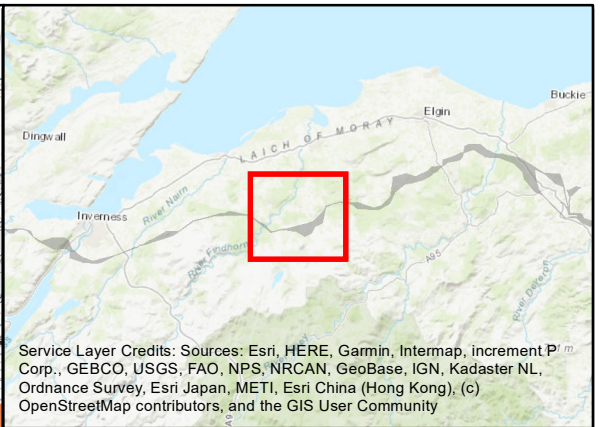 Buckie
Elgin
Dingwall
LAICH OF MORAY
Inverness
River Nairn
River Findhorn
A95
River Deveron
Service Layer Credits: Sources: Esri, HERE, Garmin, Intermap, increment P
Corp., GEBCO, USGS, FAO, NPS, NRCAN, GeoBase, IGN, Kadaster NL,
Ordnance Survey, Esri Japan, METI, Esri China (Hong Kong), (c)
OpenStreetMap contributors, and the GIS User Community